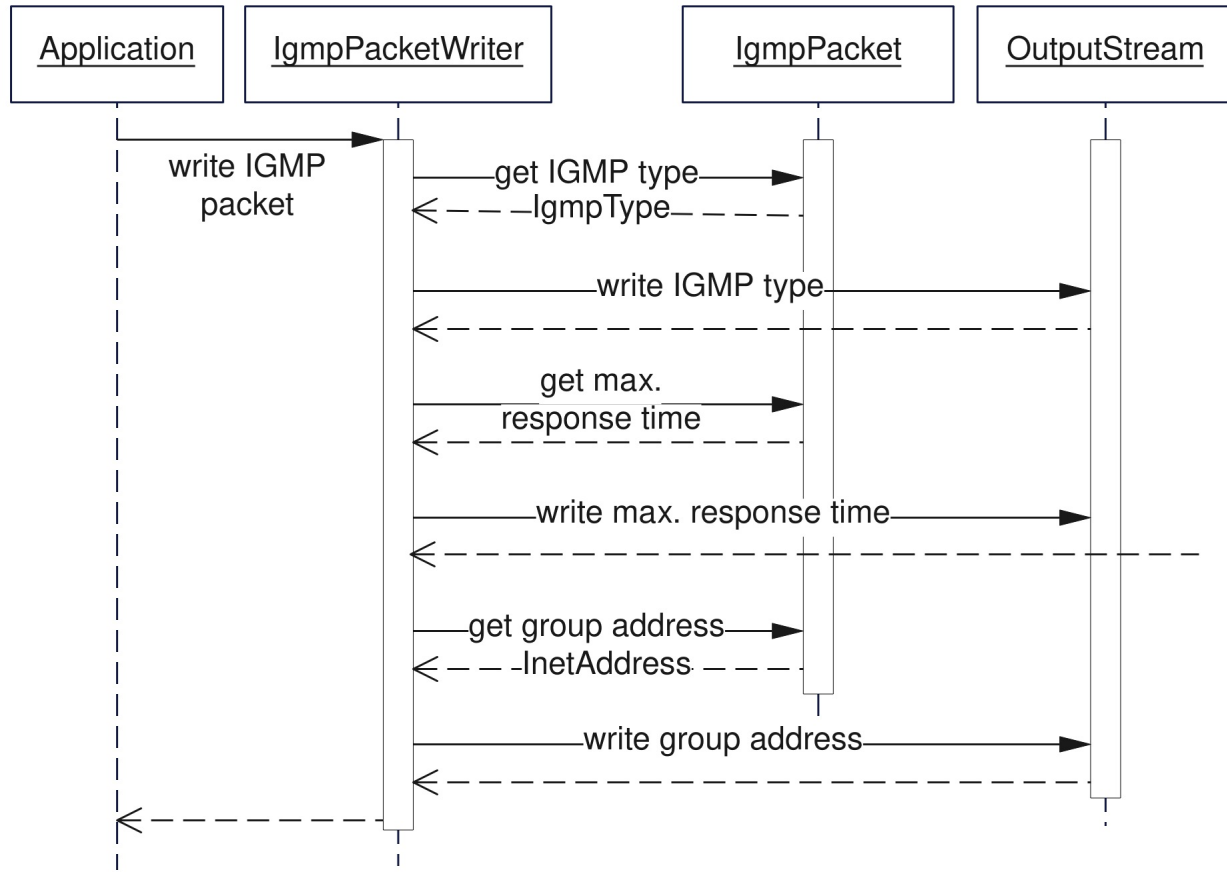 Application
IgmpPacketWriter
IgmpPacket
OutputStream
write IGMP
packet
get IGMP type
IgmpType
write IGMP type
get max.
response time
write max. response time
get group address
InetAddress
write group address